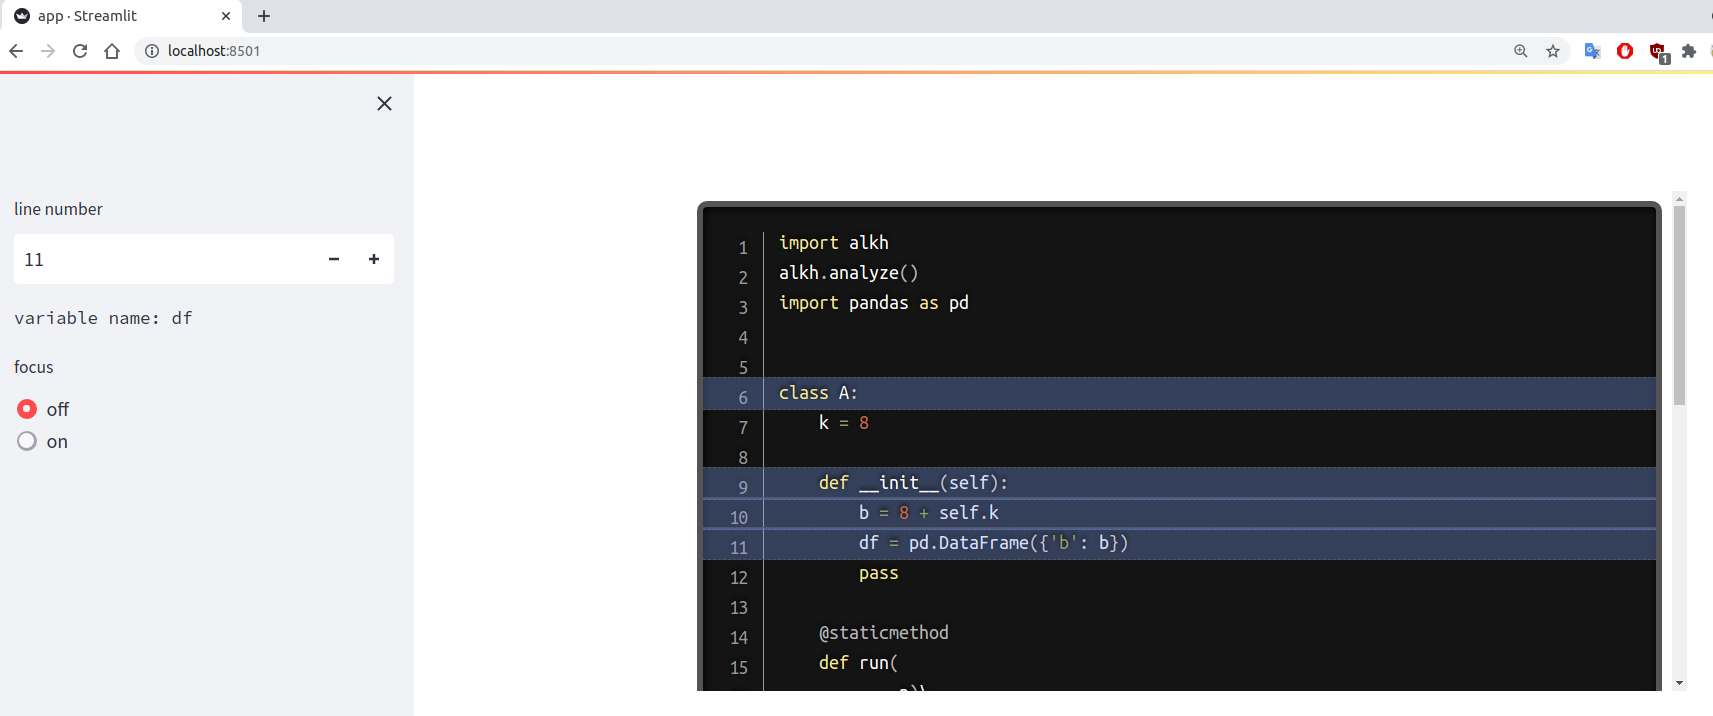 app · Streamlit
localhost:8501
1
line number
11
variable name: df
focus
off
on
1 import alkh
2 alkh.analyze()
3 import pandas as pd
4
5
6 class A:
7     k = 8
8
9     def __init__(self):
10         b = 8 + self.k
11         df = pd.DataFrame({'b': b})
12         pass
13
14     @staticmethod
15     def run(